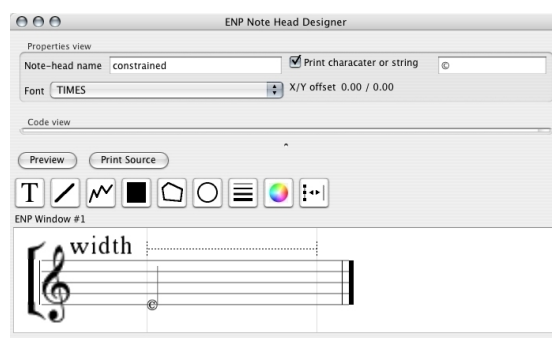 ENP Note Head Designer
Properties view
Note-head name constrained Print characater or string ©
Font TIMES X/Y offset 0.00 / 0.00
Code view
Preview Print Source
T
ENP Window #1
width
©